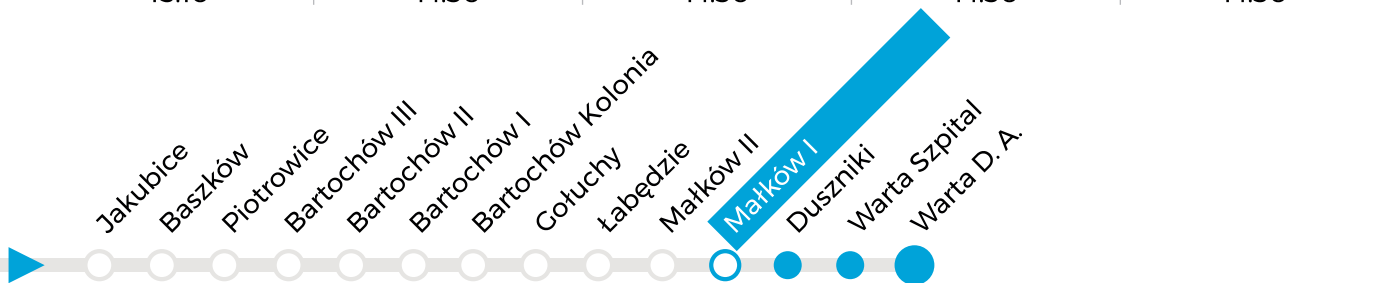 Jakubice
Baszków
Piotrowice
Bartochów III
Bartochów II
Bartochów I
Bartochów Kolonia
Gołuchy
Łabędzie
Małków II
Małków I
Duszniki
Warta Szpital
Warta D. A.